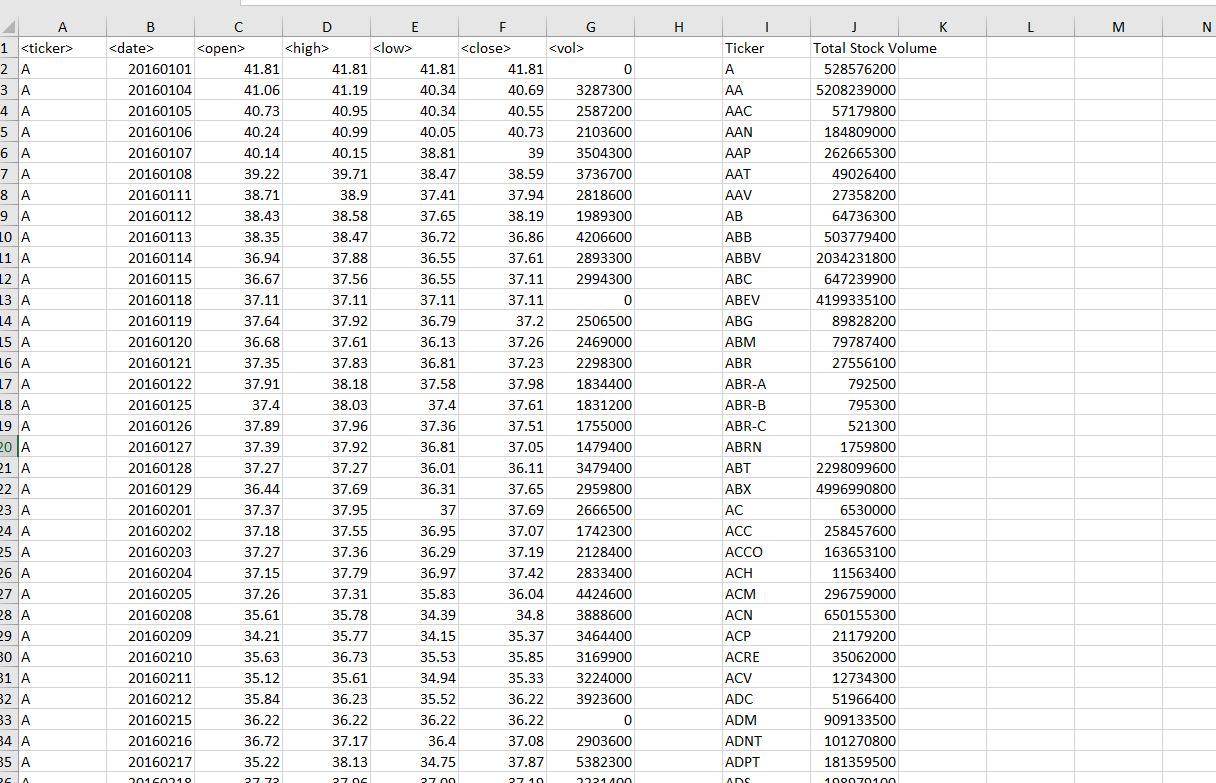 A B C D E F G H I J K L M N
1 <ticker> <date> <open> <high> <low> <close> <vol> Ticker Total Stock Volume
2 A 20160101 41.81 41.81 41.81 41.81 0 A 528576200
3 A 20160104 41.06 41.19 40.34 40.69 3287300 AA 5208239000
4 A 20160105 40.73 40.95 40.34 40.55 2587200 AAC 57179800
5 A 20160106 40.24 40.99 40.05 40.73 2103600 AAN 184809000
6 A 20160107 40.14 40.15 38.81 39 3504300 AAP 262665300
7 A 20160108 39.22 39.71 38.47 38.59 3736700 AAT 49026400
8 A 20160111 38.71 38.9 37.41 37.94 2818600 AAV 27358200
9 A 20160112 38.43 38.58 37.65 38.19 1989300 AB 64736300
10 A 20160113 38.35 38.47 36.72 36.86 4206600 ABB 503779400
11 A 20160114 36.94 37.88 36.55 37.61 2893300 ABBV 2034231800
12 A 20160115 36.67 37.56 36.55 37.11 2994300 ABC 647239900
13 A 20160118 37.11 37.11 37.11 37.11 0 ABEV 4199335100
14 A 20160119 37.64 37.92 36.79 37.2 2506500 ABG 89828200
15 A 20160120 36.68 37.61 36.13 37.26 2469000 ABM 79787400
16 A 20160121 37.35 37.83 36.81 37.23 2298300 ABR 27556100
17 A 20160122 37.91 38.18 37.58 37.98 1834400 ABR-A 792500
18 A 20160125 37.4 38.03 37.4 37.61 1831200 ABR-B 795300
19 A 20160126 37.89 37.96 37.36 37.51 1755000 ABR-C 521300
20 A 20160127 37.39 37.92 36.81 37.05 1479400 ABRN 1759800
21 A 20160128 37.27 37.27 36.01 36.11 3479400 ABT 2298099600
22 A 20160129 36.44 37.69 36.31 37.65 2959800 ABX 4996990800
23 A 20160201 37.37 37.95 37 37.69 2666500 AC 6530000
24 A 20160202 37.18 37.55 36.95 37.07 1742300 ACC 258457600
25 A 20160203 37.27 37.36 36.29 37.19 2128400 ACCO 163653100
26 A 20160204 37.15 37.79 36.97 37.42 2833400 ACH 11563400
27 A 20160205 37.26 37.31 35.83 36.04 4424600 ACM 296759000
28 A 20160208 35.61 35.78 34.39 34.8 3888600 ACN 650155300
29 A 20160209 34.21 35.77 34.15 35.37 3464400 ACP 21179200
30 A 20160210 35.63 36.73 35.53 35.85 3169900 ACRE 35062000
31 A 20160211 35.12 35.61 34.94 35.33 3224000 ACV 12734300
32 A 20160212 35.84 36.23 35.52 36.22 3923600 ADC 51966400
33 A 20160215 36.22 36.22 36.22 36.22 0 ADM 909133500
34 A 20160216 36.72 37.17 36.4 37.08 2903600 ADNT 101270800
35 A 20160217 35.22 38.13 34.75 37.87 5382300 ADPT 181359500